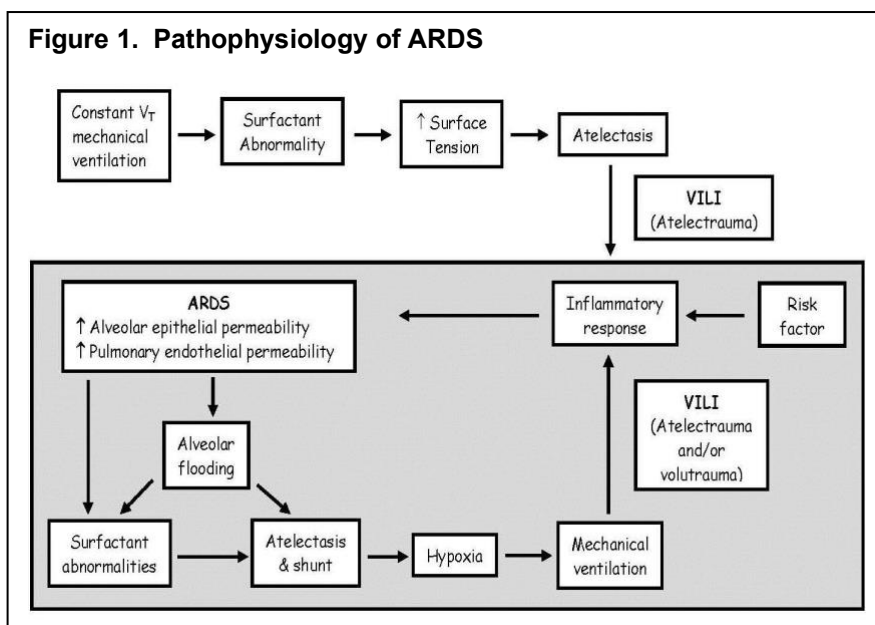 Figure 1. Pathophysiology of ARDS
Constant VT
mechanical
ventilation
Surfactant
Abnormality
↑ Surface
Tension
Atelectasis
VILI
(Atelectrauma)
ARDS
↑ Alveolar epithelial permeability
↑ Pulmonary endothelial permeability
Inflammatory
response
Risk
factor
VILI
(Atelectrauma
and/or
volutrauma)
Alveolar
flooding
Surfactant
abnormalities
Atelectasis
& shunt
Hypoxia
Mechanical
ventilation